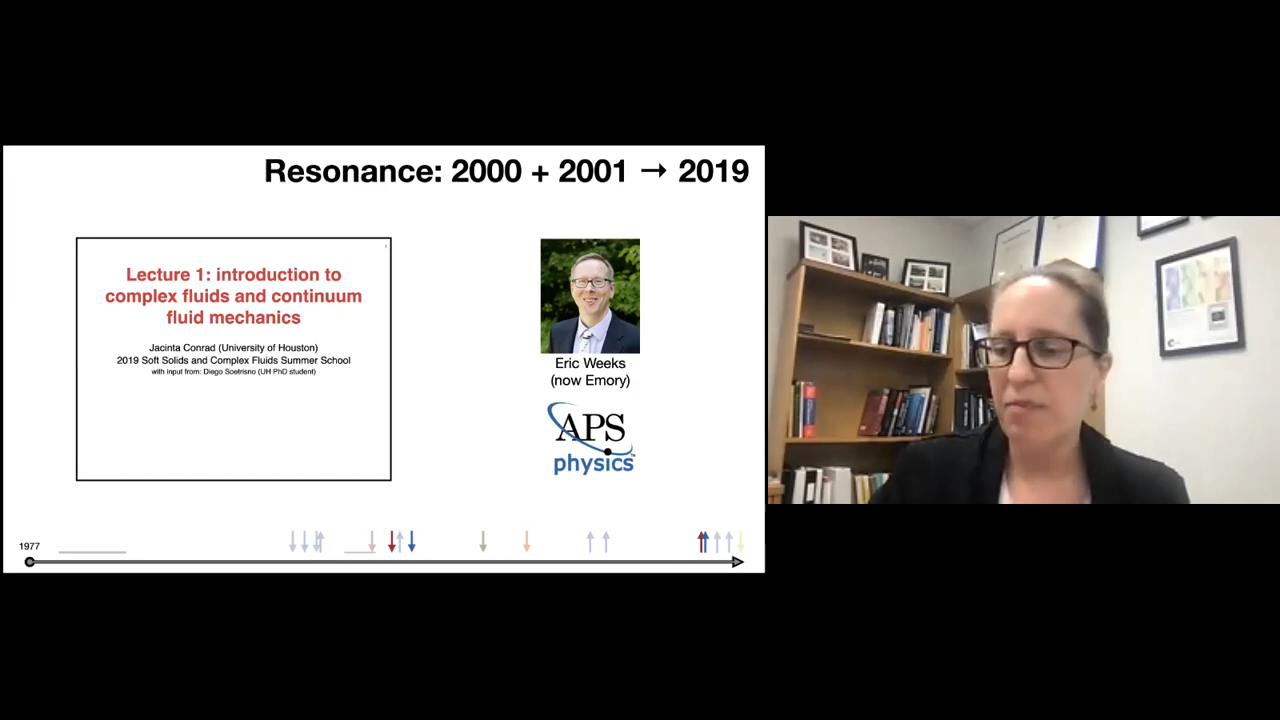 Resonance: 2000 + 2001 → 2019
Lecture 1: introduction to
complex fluids and continuum
fluid mechanics
Jacinta Conrad (University of Houston)
2019 Soft Solids and Complex Fluids Summer School
with input from: Diego Soetrisno (UH PhD student)
Eric Weeks
(now Emory)
APS
physics
1977